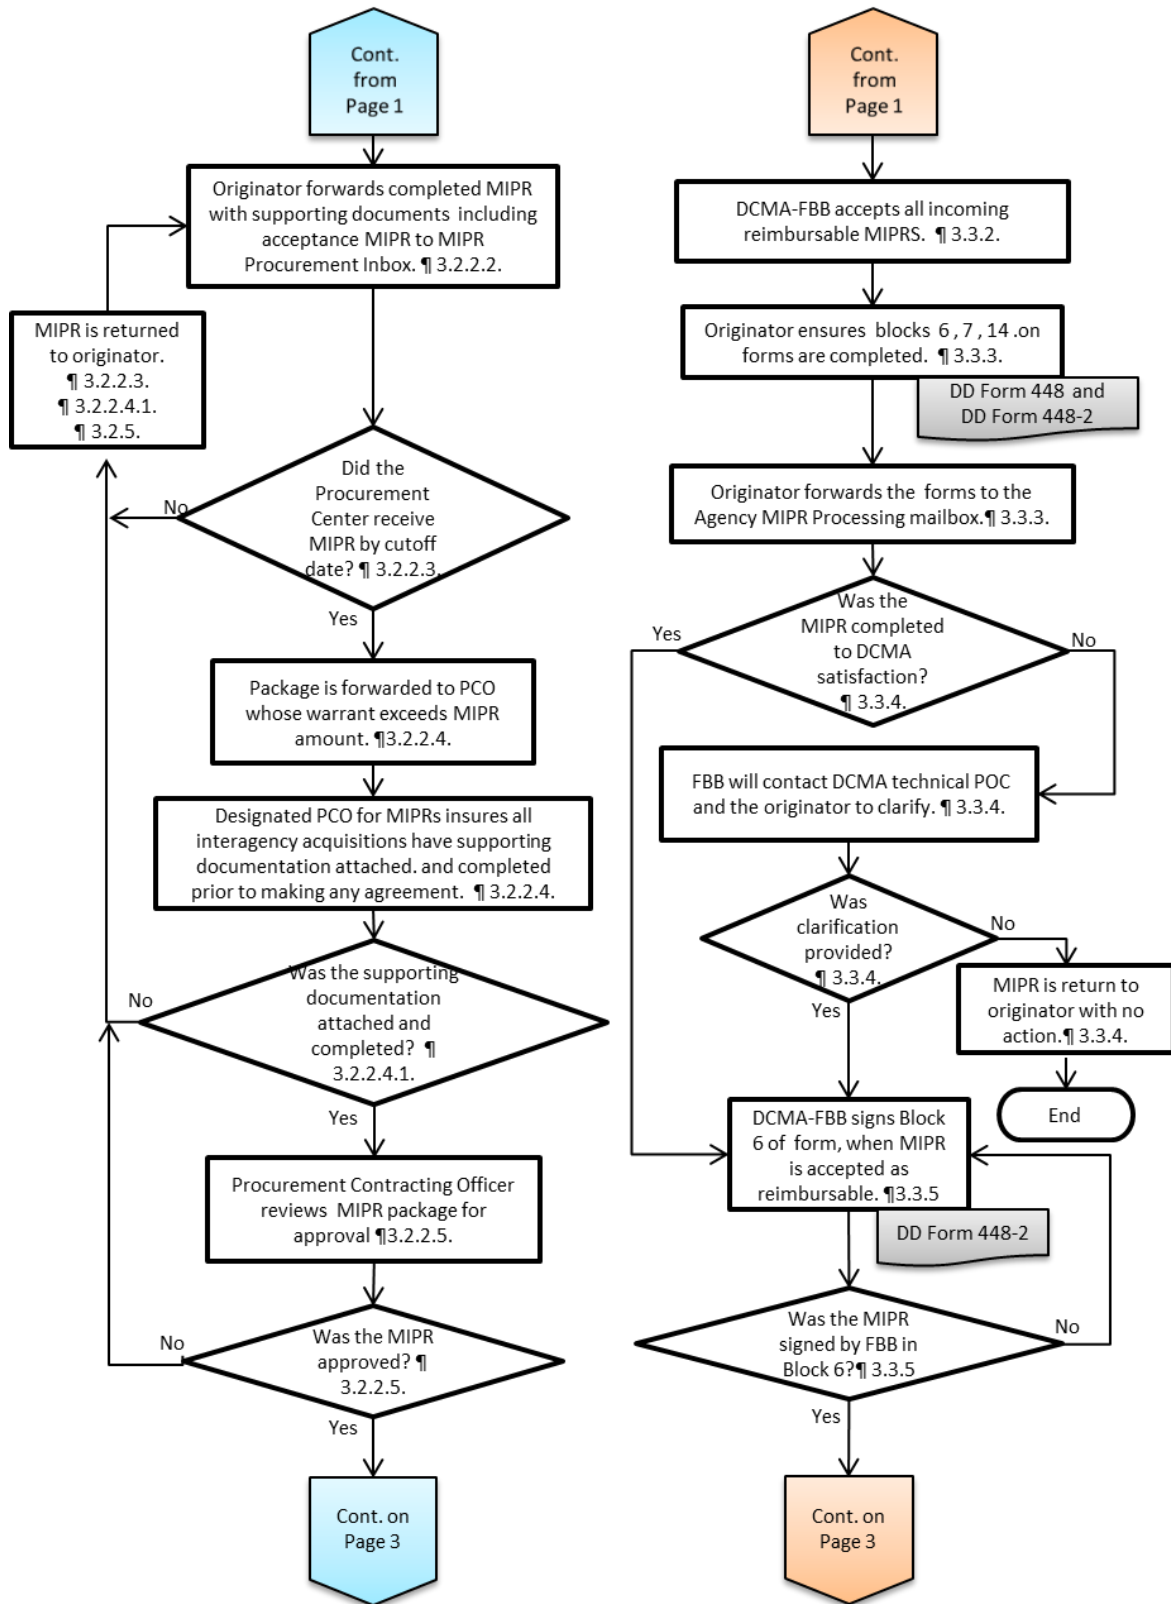 Cont.
from
Page 1
Originator forwards completed MIPR
with supporting documents including
acceptance MIPR to MIPR
Procurement Inbox. ¶ 3.2.2.2.
MIPR is returned
to originator.
¶ 3.2.2.3.
¶ 3.2.2.4.1.
¶ 3.2.5.
Did the
Procurement
Center receive
MIPR by cutoff
date? ¶ 3.2.2.3.
No
Yes
Package is forwarded to PCO
whose warrant exceeds MIPR
amount. ¶3.2.2.4.
Designated PCO for MIPRs insures all
interagency acquisitions have supporting
documentation attached. and completed
prior to making any agreement. ¶ 3.2.2.4.
Was the supporting
documentation
attached and
completed? ¶
3.2.2.4.1.
No
Yes
Procurement Contracting Officer
reviews MIPR package for
approval ¶3.2.2.5.
Was the MIPR
approved? ¶
3.2.2.5.
No
Yes
Cont. on
Page 3
Cont.
from
Page 1
DCMA-FBB accepts all incoming
reimbursable MIPRS. ¶ 3.3.2.
Originator ensures blocks 6 , 7 , 14 .on
forms are completed. ¶ 3.3.3.
DD Form 448 and
DD Form 448-2
Originator forwards the forms to the
Agency MIPR Processing mailbox.¶ 3.3.3.
Was the
MIPR completed
to DCMA
satisfaction?
¶ 3.3.4.
Yes
No
FBB will contact DCMA technical POC
and the originator to clarify. ¶ 3.3.4.
Was
clarification
provided?
¶ 3.3.4.
No
Yes
MIPR is return to
originator with no
action.¶ 3.3.4.
End
DCMA-FBB signs Block
6 of form, when MIPR
is accepted as
reimbursable. ¶3.3.5
DD Form 448-2
Was the MIPR
signed by FBB in
Block 6?¶ 3.3.5
No
Yes
Cont. on
Page 3